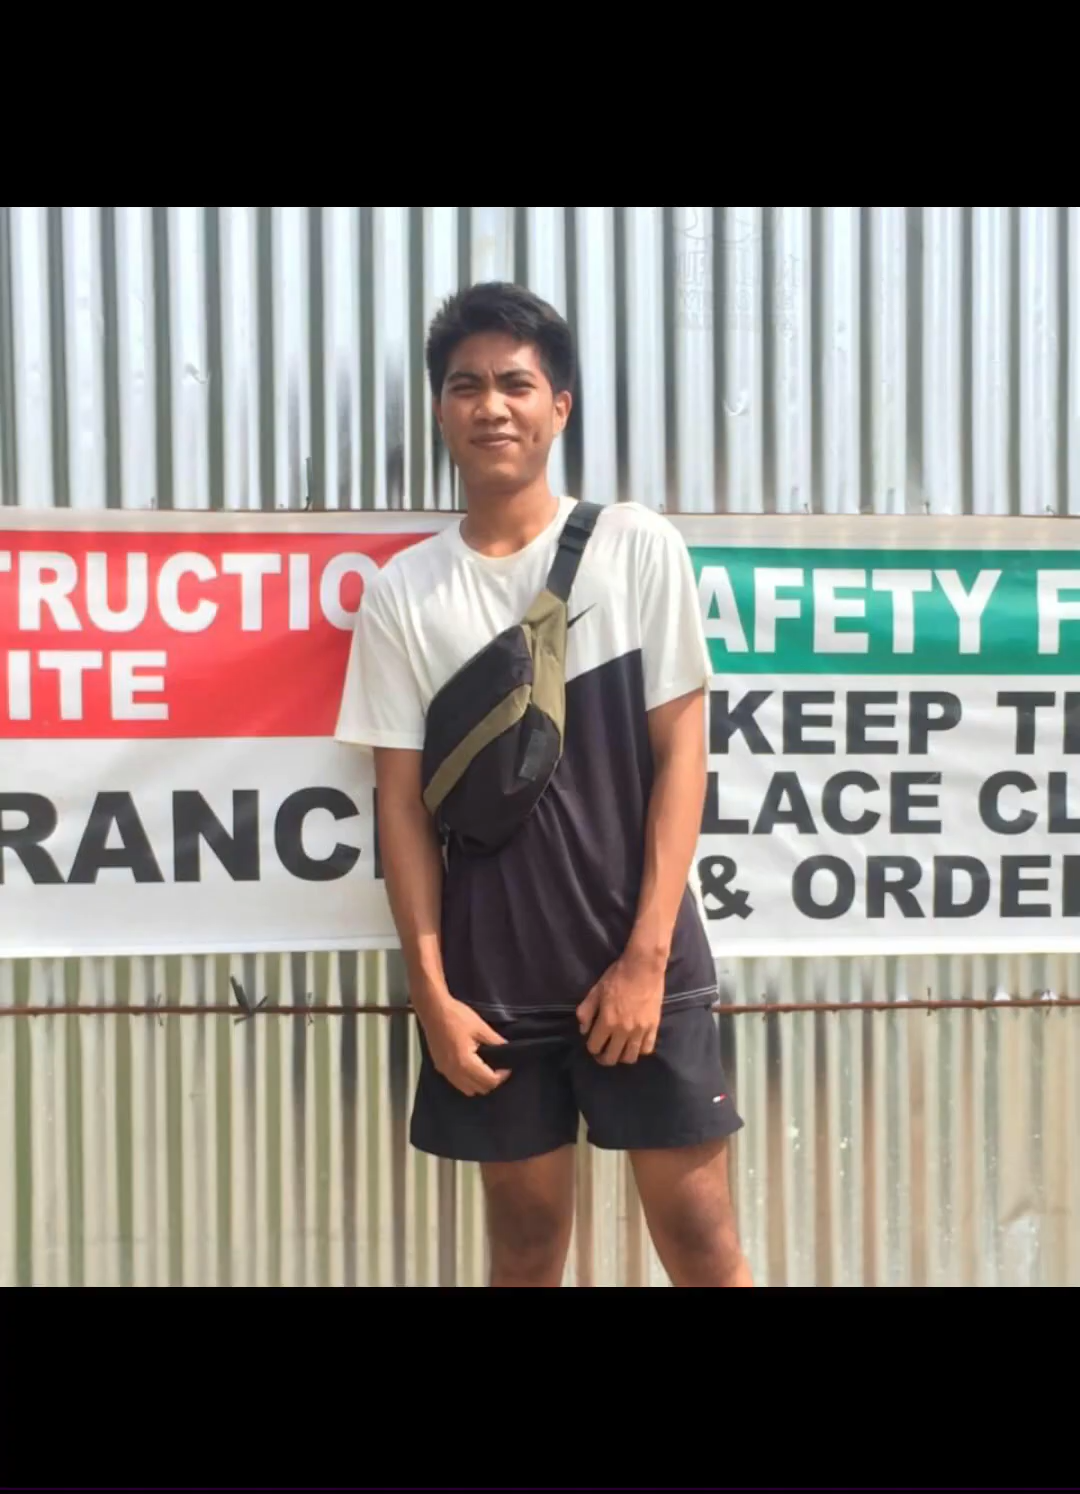 TRUCTIO
ITE
RANC
AFETY F
KEEP T
LACE CL
& ORDE